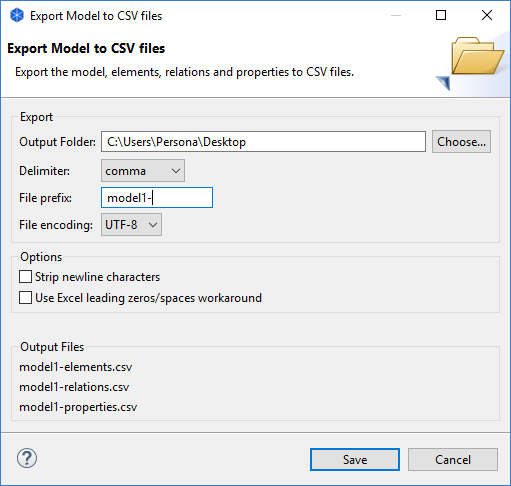 Export Model to CSV files
Export Model to CSV files
Export the model, elements, relations and properties to CSV files.
Export
Output Folder: C:\Users\Persona\Desktop Choose...
Delimiter: comma
File prefix: model1-
File encoding: UTF-8
Options
Strip newline characters
Use Excel leading zeros/spaces workaround
Output Files
model1-elements.csv
model1-relations.csv
model1-properties.csv
? Save Cancel